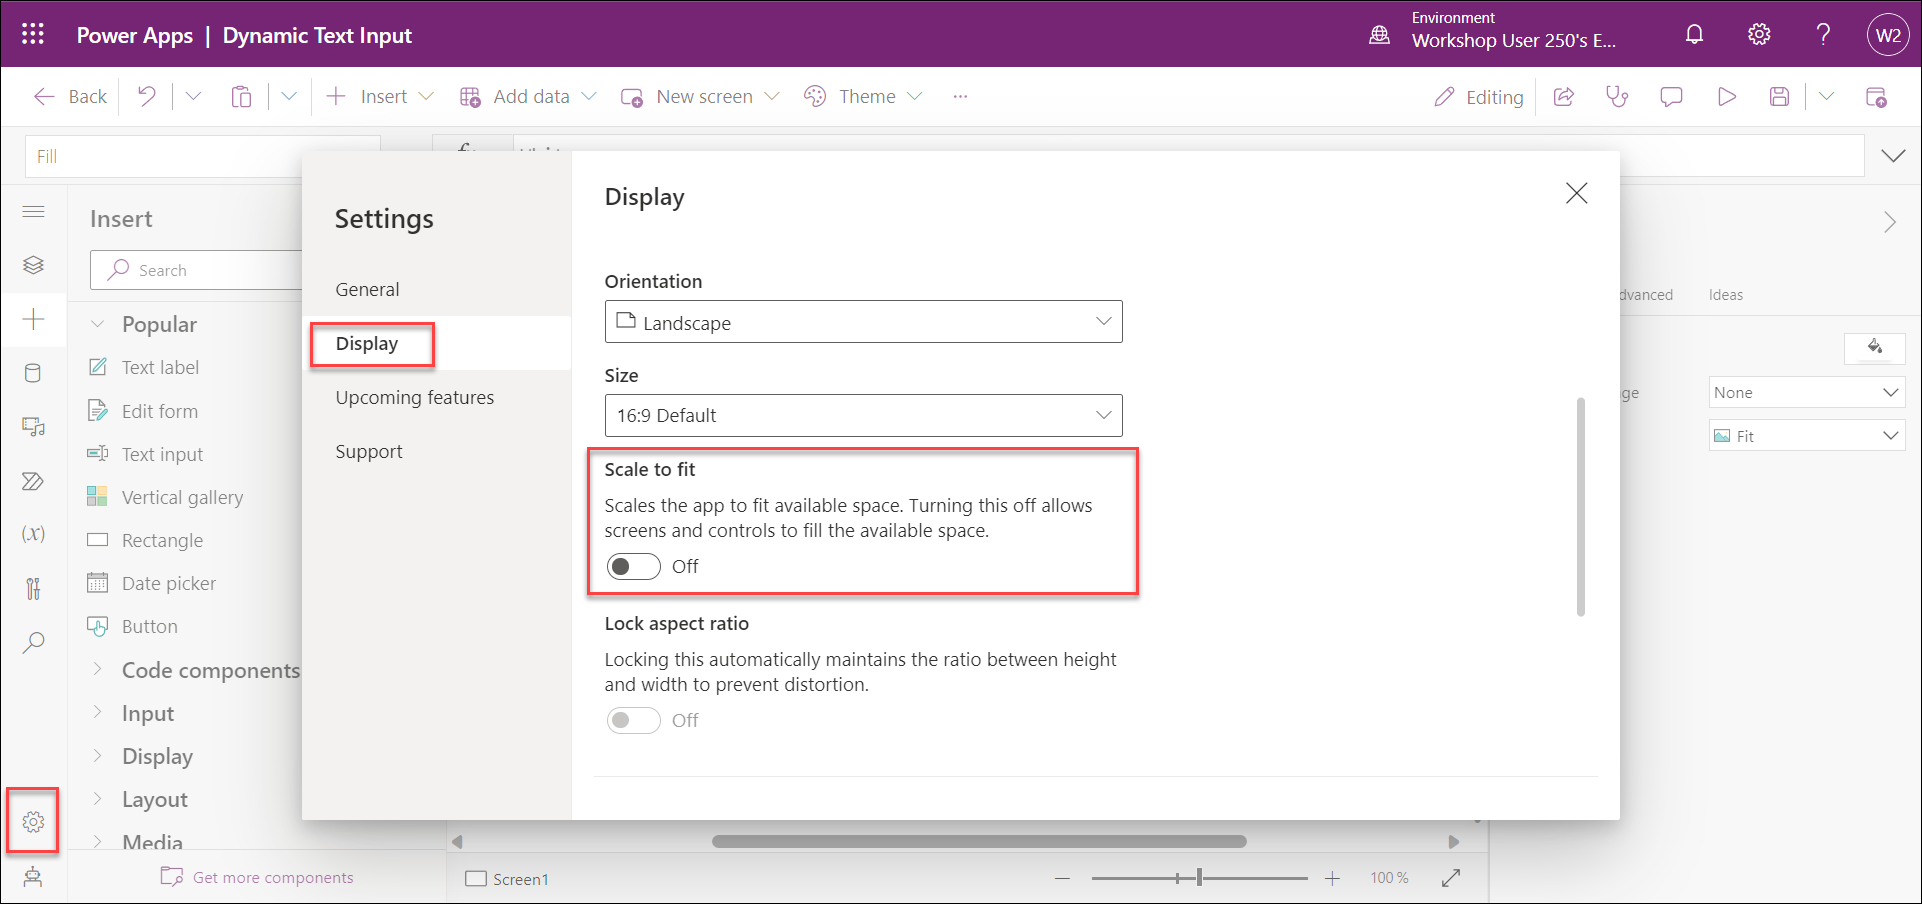 Power Apps | Dynamic Text Input
Environment
Workshop User 250's E...
W2
Back
Insert
Add data
New screen
Theme
...
Editing
Fill
Insert
Search
Popular
Text label
Edit form
Text input
Vertical gallery
Rectangle
Date picker
Button
Code components
Input
Display
Layout
Media
Get more components
(x)
Settings
General
Display
Upcoming features
Support
Display
Orientation
Landscape
Size
16:9 Default
Scale to fit
Scales the app to fit available space. Turning this off allows
screens and controls to fill the available space.
Off
Lock aspect ratio
Locking this automatically maintains the ratio between height
and width to prevent distortion.
Off
dvanced
Ideas
ge
None
Fit
Screen1
100 %